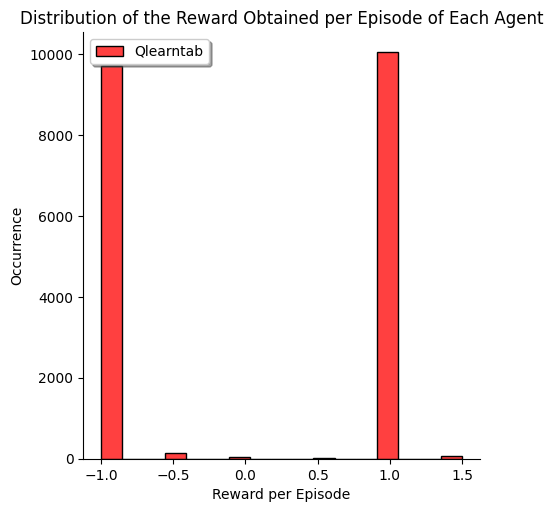 Distribution of the Reward Obtained per Episode of Each Agent
Qlearntab
10000
8000
6000
4000
2000
0
Occurrence
−1.0 −0.5 0.0 0.5 1.0 1.5
Reward per Episode